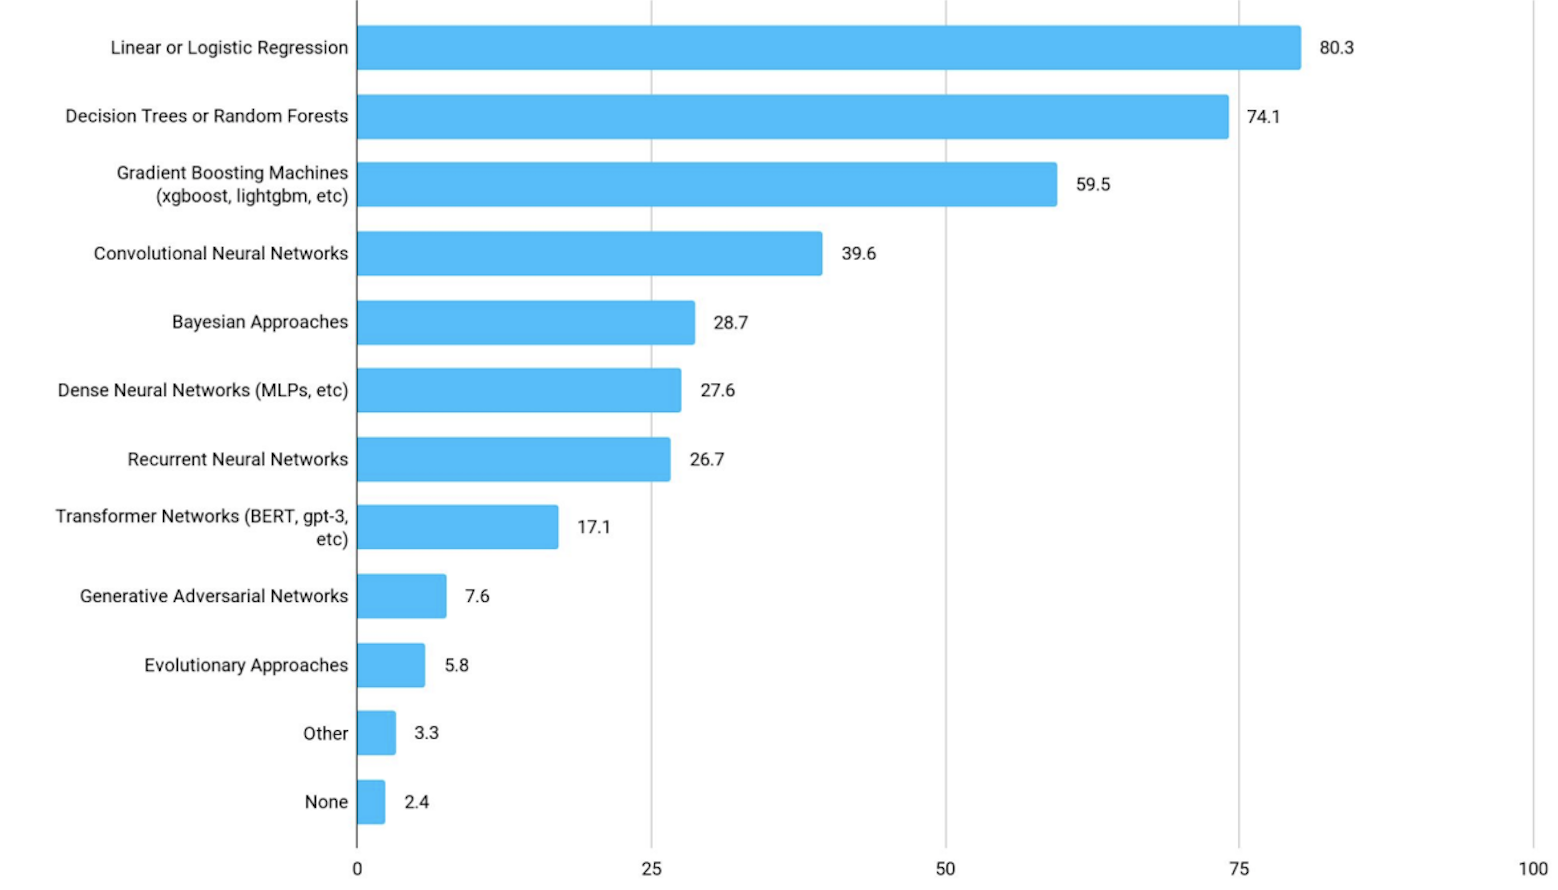 Linear or Logistic Regression 80.3
Decision Trees or Random Forests 74.1
Gradient Boosting Machines
(xgboost, lightgbm, etc) 59.5
Convolutional Neural Networks 39.6
Bayesian Approaches 28.7
Dense Neural Networks (MLPs, etc) 27.6
Recurrent Neural Networks 26.7
Transformer Networks (BERT, gpt-3,
etc) 17.1
Generative Adversarial Networks 7.6
Evolutionary Approaches 5.8
Other 3.3
None 2.4
0 25 50 75 100